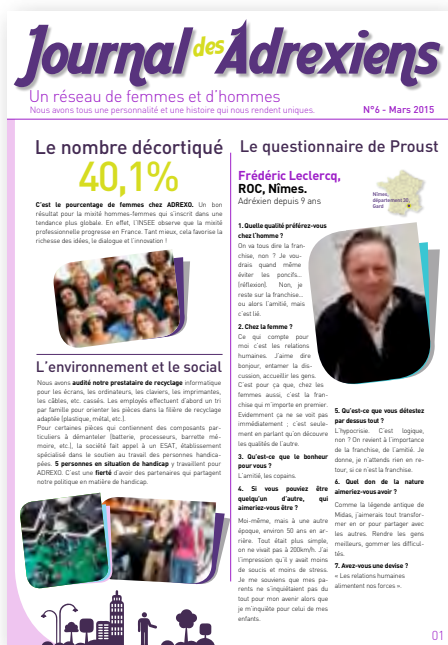 Journal des Adrexiens
Un réseau de femmes et d'hommes
Nous avons tous une personnalité et une histoire qui nous rendent uniques.
N°6 - Mars 2015
Le nombre décortiqué
40,1%
C'est le pourcentage de femmes chez ADREXO. Un bon
résultat pour la mixité hommes-femmes qui s'inscrit dans une
tendance plus globale. En effet, l'INSEE observe que la mixité
professionnelle progresse en France. Tant mieux, cela favorise la
richesse des idées, le dialogue et l'innovation !
L'environnement et le social
Nous avons audité notre prestataire de recyclage informatique
pour les écrans, les ordinateurs, les claviers, les imprimantes,
les câbles, etc. cassés. Les employés effectuent d'abord un tri
par famille pour orienter les pièces dans la filière de recyclage
adaptée (plastique, métal, etc.).
Pour certaines pièces qui contiennent des composants par-
ticuliers à démanteler (batterie, processeurs, barrette mé-
moire, etc.), la société fait appel à un ESAT, établissement
spécialisé dans le soutien au travail des personnes handica-
pées. 5 personnes en situation de handicap y travaillent pour
ADREXO. C'est une fierté d'avoir des partenaires qui partagent
notre politique en matière de handicap.
Le questionnaire de Proust
Frédéric Leclercq,
ROC, Nîmes.
Adréxien depuis 9 ans
Nîmes,
département 30,
Gard
1. Quelle qualité préférez-vous
chez l'homme ?
On va tous dire la fran-
chise, non ? Je vou-
drais quand même
éviter les poncifs...
(réflexion). Non, je
reste sur la franchise...
ou alors l'amitié, mais
c'est lié.
2. Chez la femme ?
Ce qui compte pour
moi c'est les relations
humaines. J'aime dire
bonjour, entamer la dis-
cussion, accueillir les gens.
C'est pour ça que, chez les
femmes aussi, c'est la fran-
chise qui m'importe en premier.
Evidemment ça ne se voit pas
immédiatement ; c'est seule-
ment en parlant qu'on découvre
les qualités de l'autre.
3. Qu'est-ce que le bonheur
pour vous ?
L'amitié, les copains.
4. Si vous pouviez être
quelqu'un d'autre, qui
aimeriez-vous être ?
Moi-même, mais à une autre
époque, environ 50 ans en ar-
rière. Tout était plus simple,
on ne vivait pas à 200km/h. J'ai
l'impression qu'il y avait moins
de soucis et moins de stress.
Je me souviens que mes pa-
rents ne s'inquiétaient pas du
tout pour mon avenir alors que
je m'inquiète pour celui de mes
enfants.
5. Qu'est-ce que vous détestez
par dessus tout ?
L'hypocrisie. C'est logique,
non ? On revient à l'importance
de la franchise, de l'amitié. Je
donne, je n'attends rien en re-
tour, si ce n'est la franchise.
6. Quel don de la nature
aimeriez-vous avoir ?
Comme la légende antique de
Midas, j'aimerais tout transfor-
mer en or pour partager avec
les autres. Rendre les gens
meilleurs, gommer les difficul-
tés.
7. Avez-vous une devise ?
« Les relations humaines
alimentent nos forces ».
01